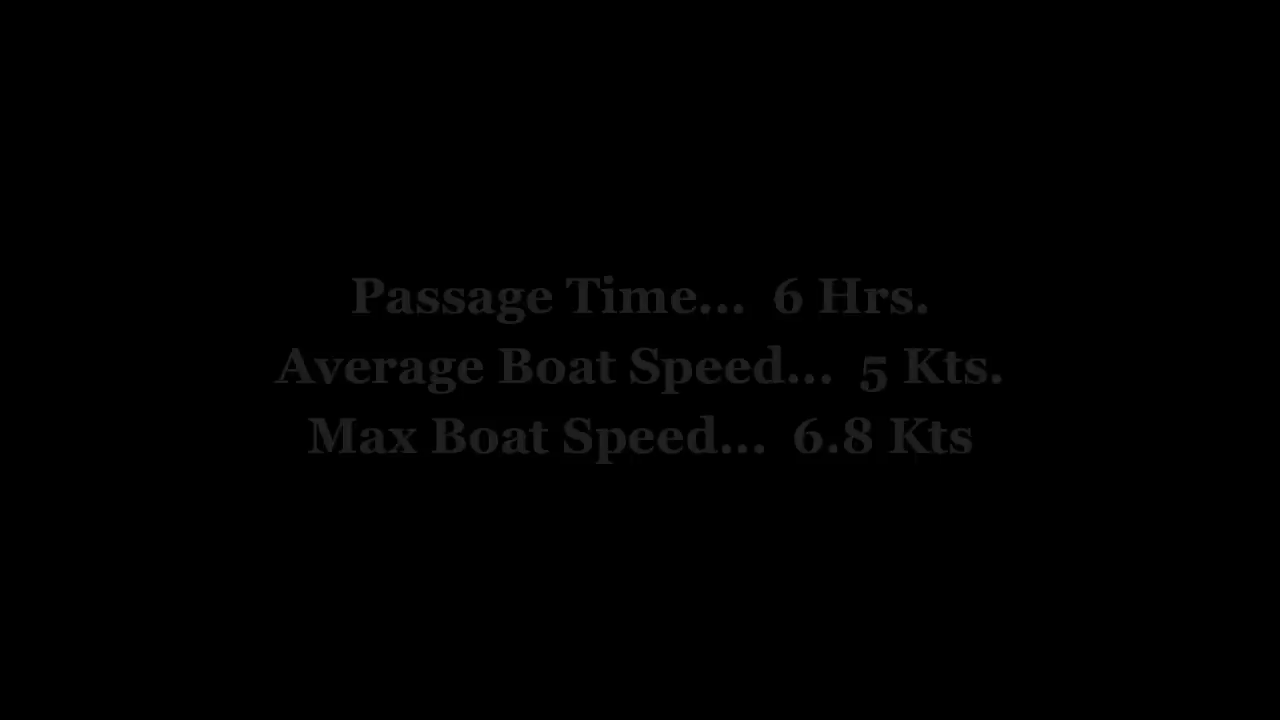 Passage Time...  6 Hrs.
Average Boat Speed...  5 Kts.
Max Boat Speed...  6.8 Kts